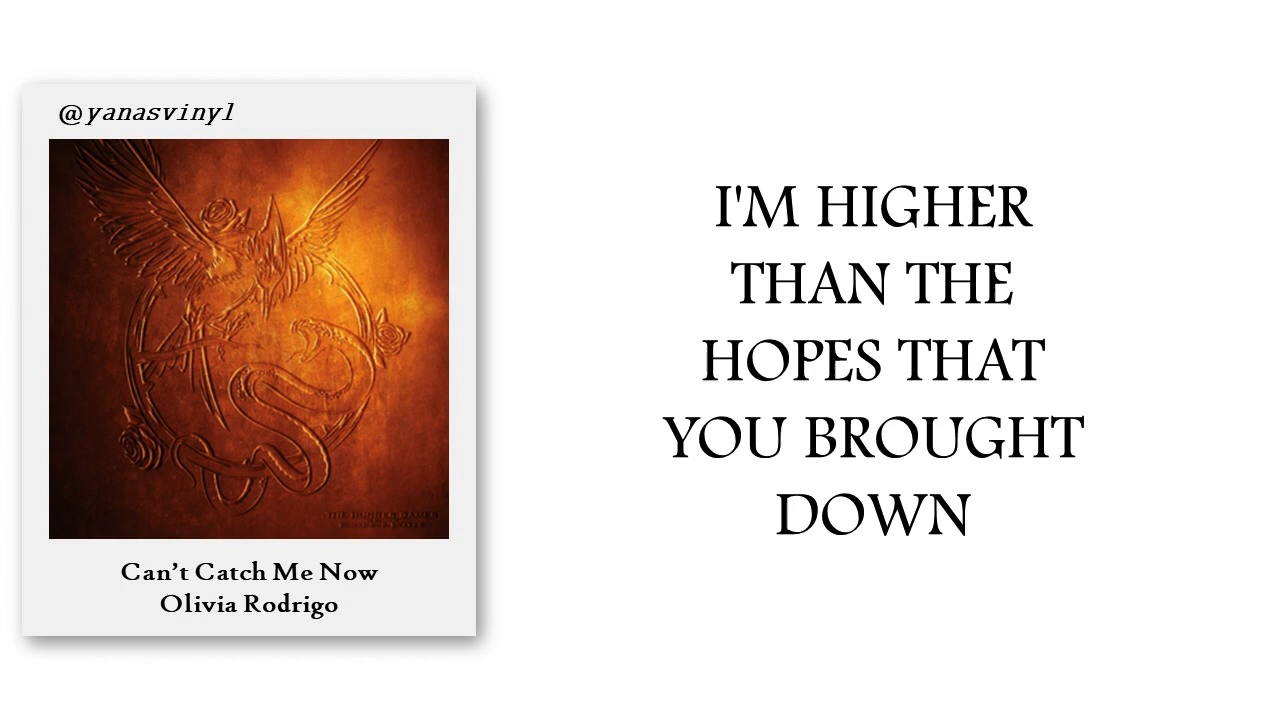 @yanasvinyl
Can't Catch Me Now
Olivia Rodrigo
I'M HIGHER
THAN THE
HOPES THAT
YOU BROUGHT
DOWN